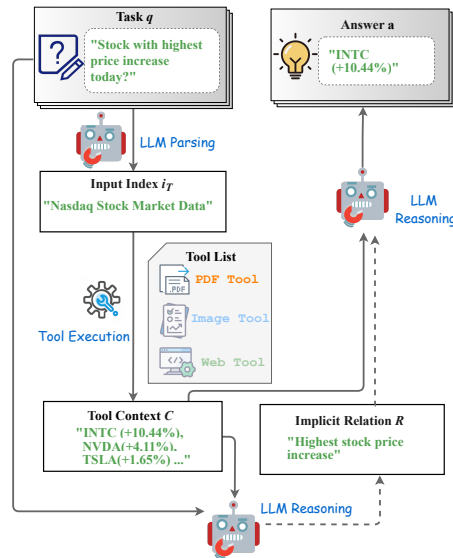 Task q
"Stock with highest
price increase
today?"
Answer a
"INTC
(+10.44%)"
LLM Parsing
Input Index i_T
"Nasdaq Stock Market Data"
LLM
Reasoning
Tool List
.PDF
PDF Tool
Image Tool
Web Tool
Tool Execution
Tool Context C
"INTC (+10.44%),
NVDA(+4.11%),
TSLA(+1.65%) ..."
Implicit Relation R
"Highest stock price
increase"
LLM Reasoning